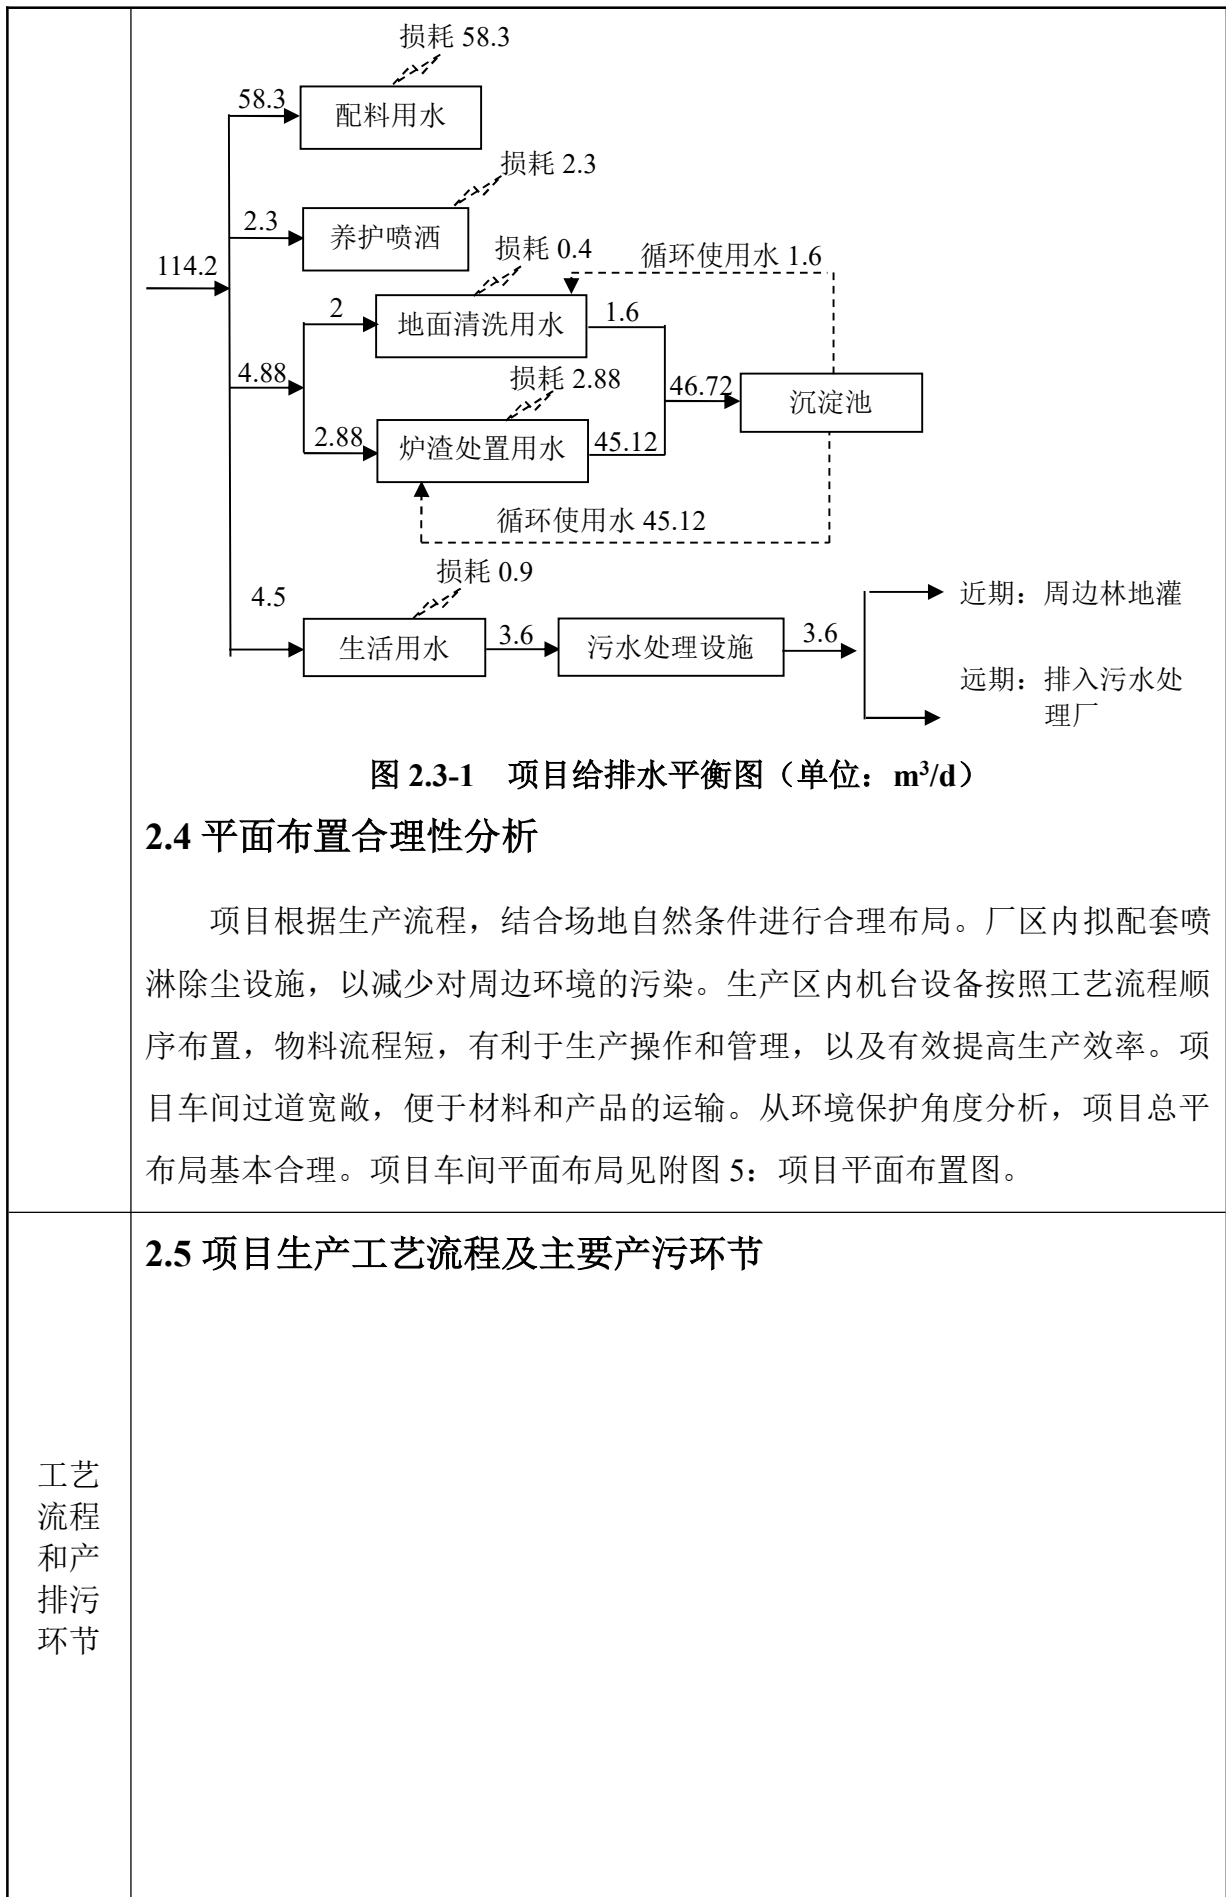 损耗 58.3
58.3
配料用水
损耗 2.3
2.3
养护喷洒
损耗 0.4
循环使用水 1.6
114.2
2
地面清洗用水
1.6
4.88
损耗 2.88
46.72
沉淀池
2.88
炉渣处置用水
45.12
循环使用水 45.12
损耗 0.9
4.5
近期：周边林地灌
生活用水
3.6
污水处理设施
3.6
远期：排入污水处
理厂
图 2.3-1 项目给排水平衡图（单位：m³/d）
2.4 平面布置合理性分析
项目根据生产流程，结合场地自然条件进行合理布局。厂区内拟配套喷
淋除尘设施，以减少对周边环境的污染。生产区内机台设备按照工艺流程顺
序布置，物料流程短，有利于生产操作和管理，以及有效提高生产效率。项
目车间过道宽敞，便于材料和产品的运输。从环境保护角度分析，项目总平
布局基本合理。项目车间平面布局见附图 5：项目平面布置图。
2.5 项目生产工艺流程及主要产污环节
工艺
流程
和产
排污
环节